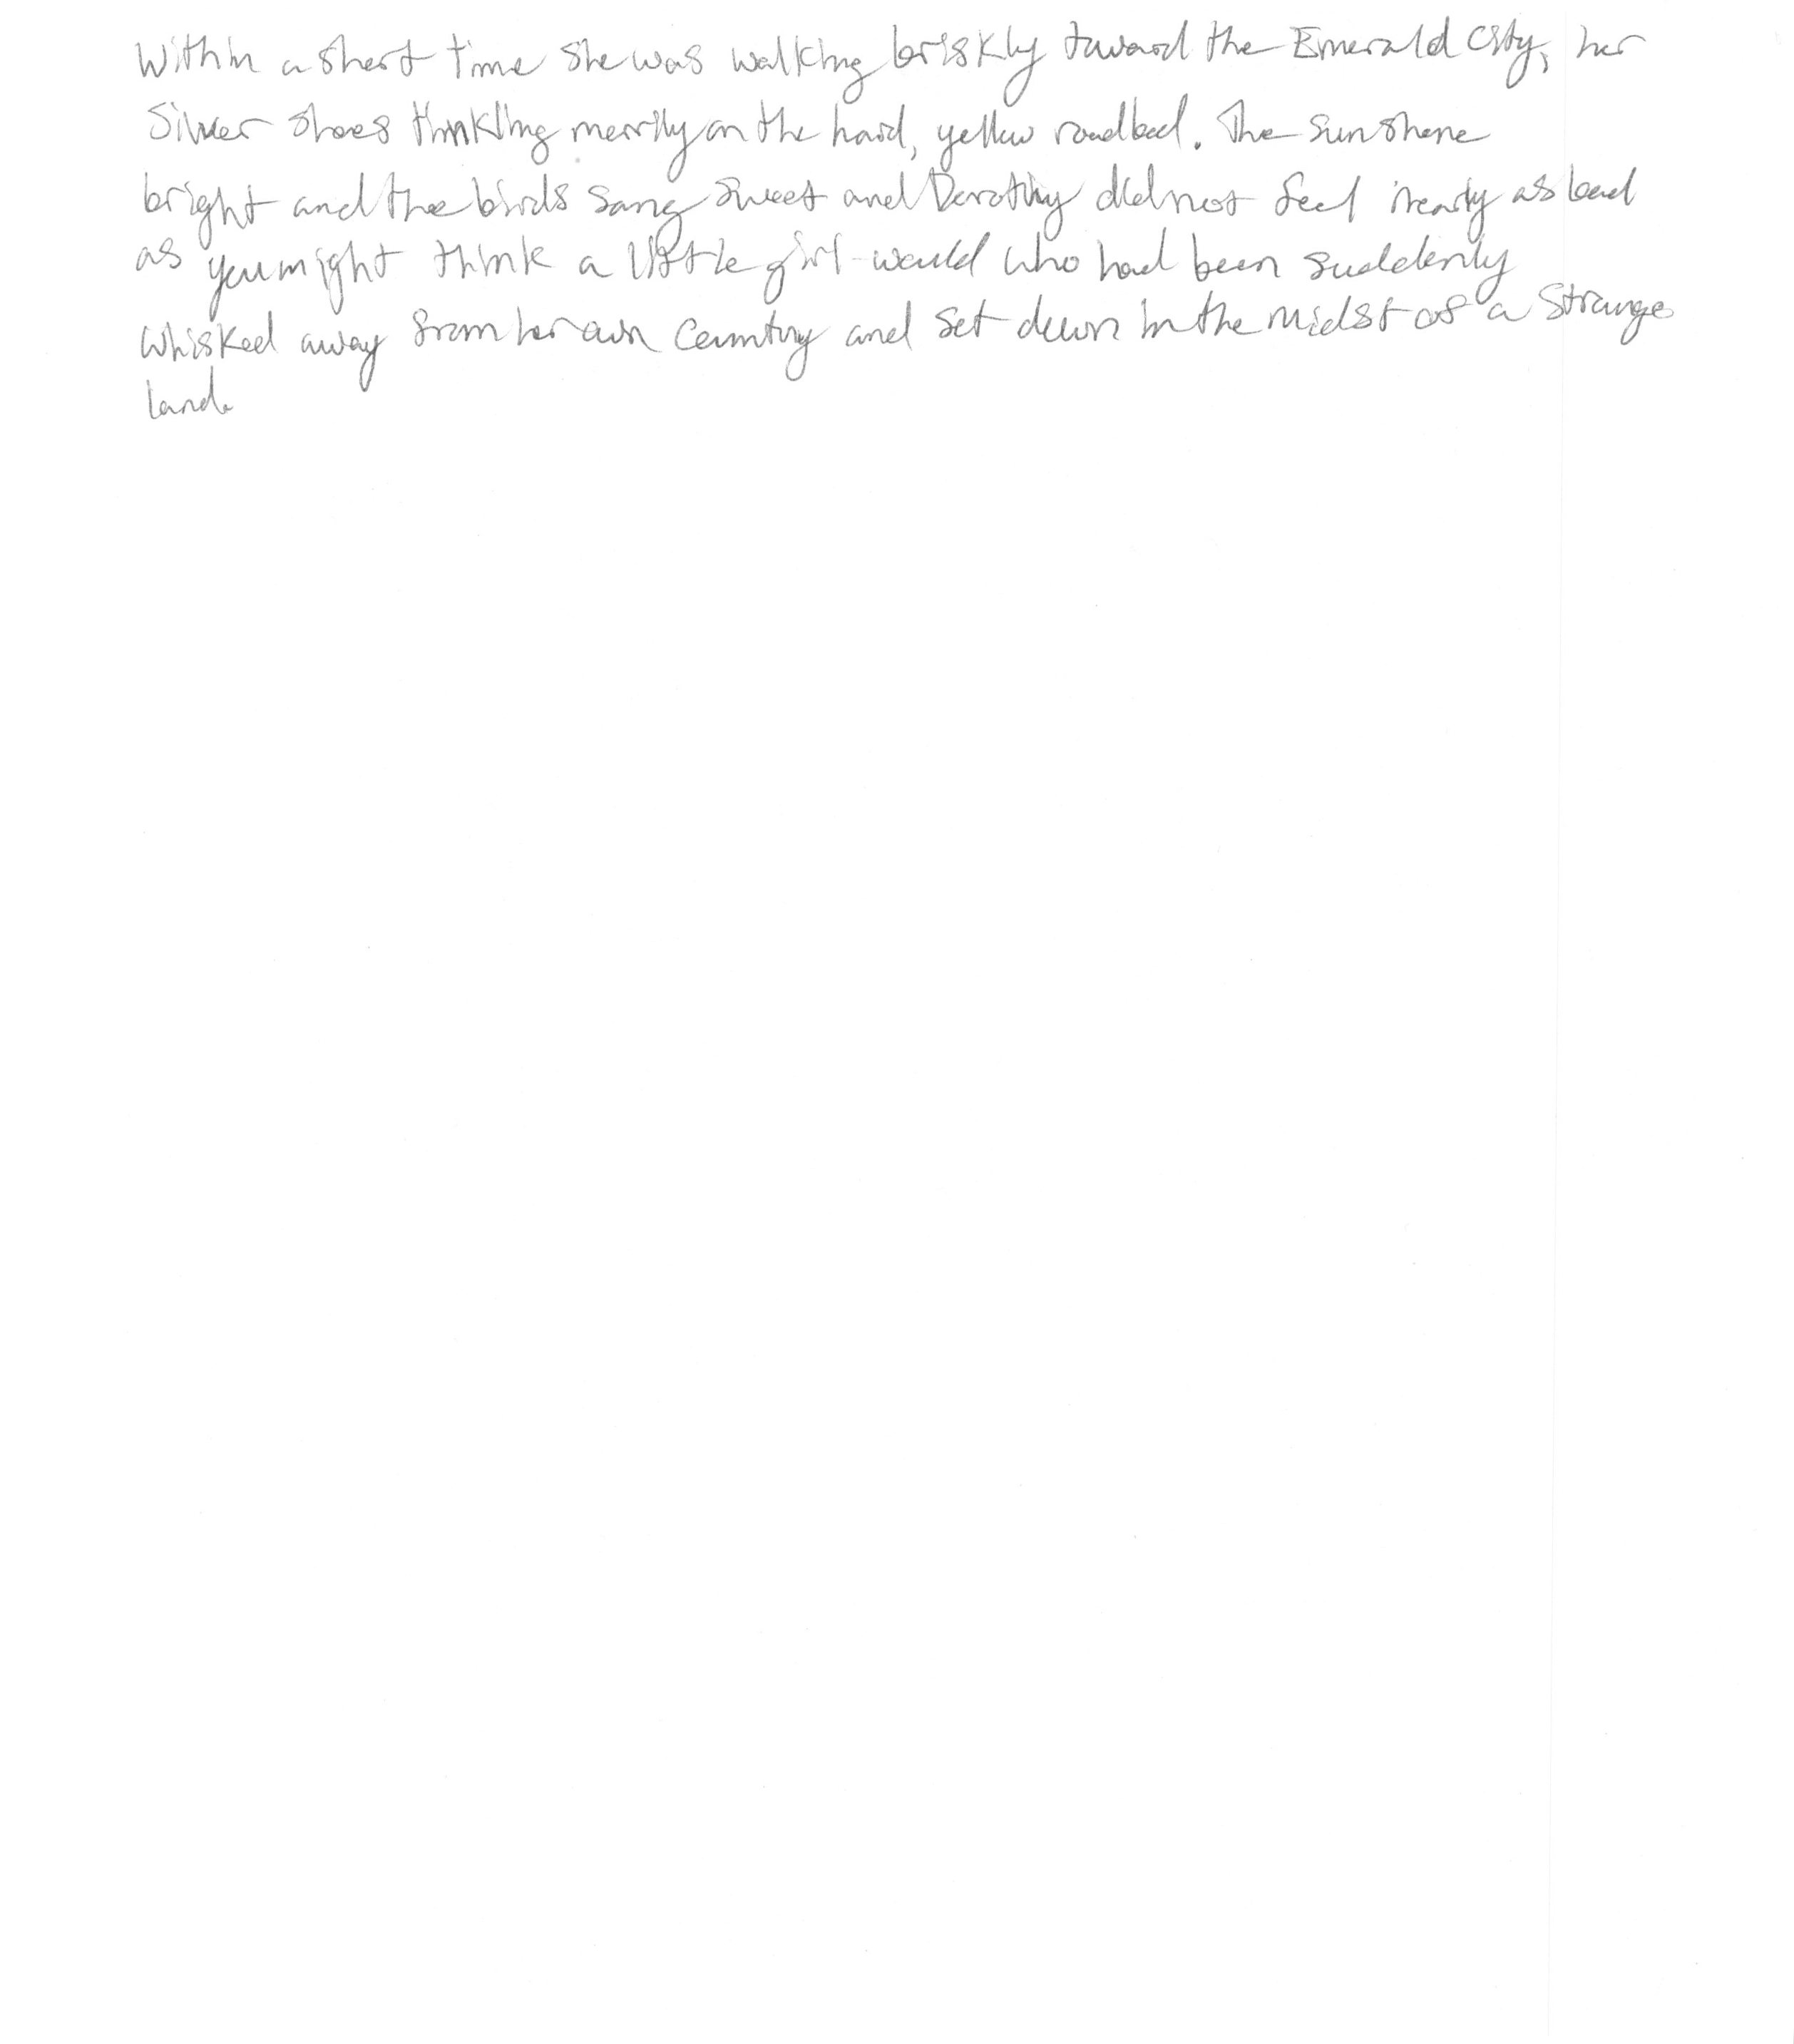 Within a short time she was walking briskly toward the Emerald City, her
Silver Shoes thinkling merrily on the hard, yellow roadbed. The sun shone
bright and the birds sang sweet and Dorothy did not feel nearly as bad
as you might think a little girl would who had been suddenly
whisked away from her own country and set down in the midst of a strange
land.